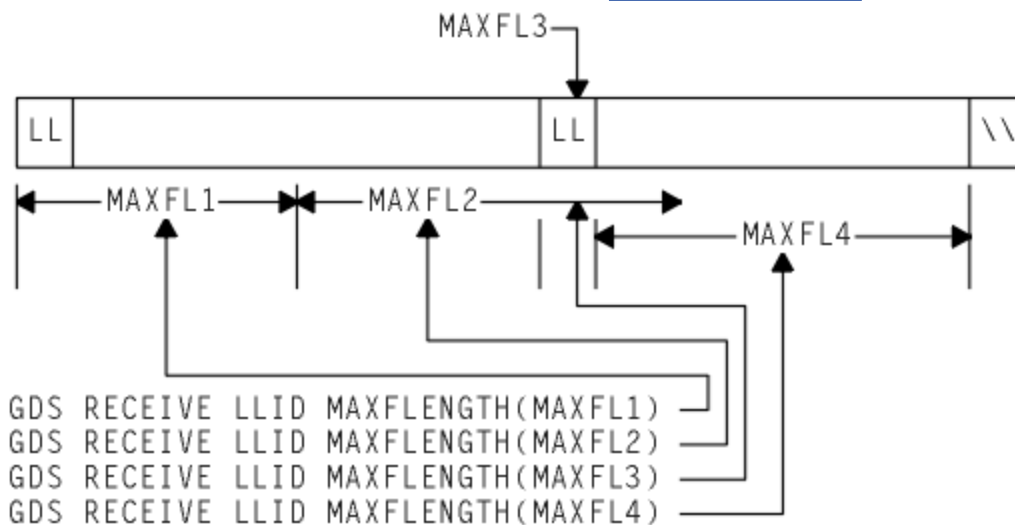 MAXFL3
LL LL \\
MAXFL1 MAXFL2
MAXFL4
GDS RECEIVE LLID MAXFLENGTH(MAXFL1)
GDS RECEIVE LLID MAXFLENGTH(MAXFL2)
GDS RECEIVE LLID MAXFLENGTH(MAXFL3)
GDS RECEIVE LLID MAXFLENGTH(MAXFL4)